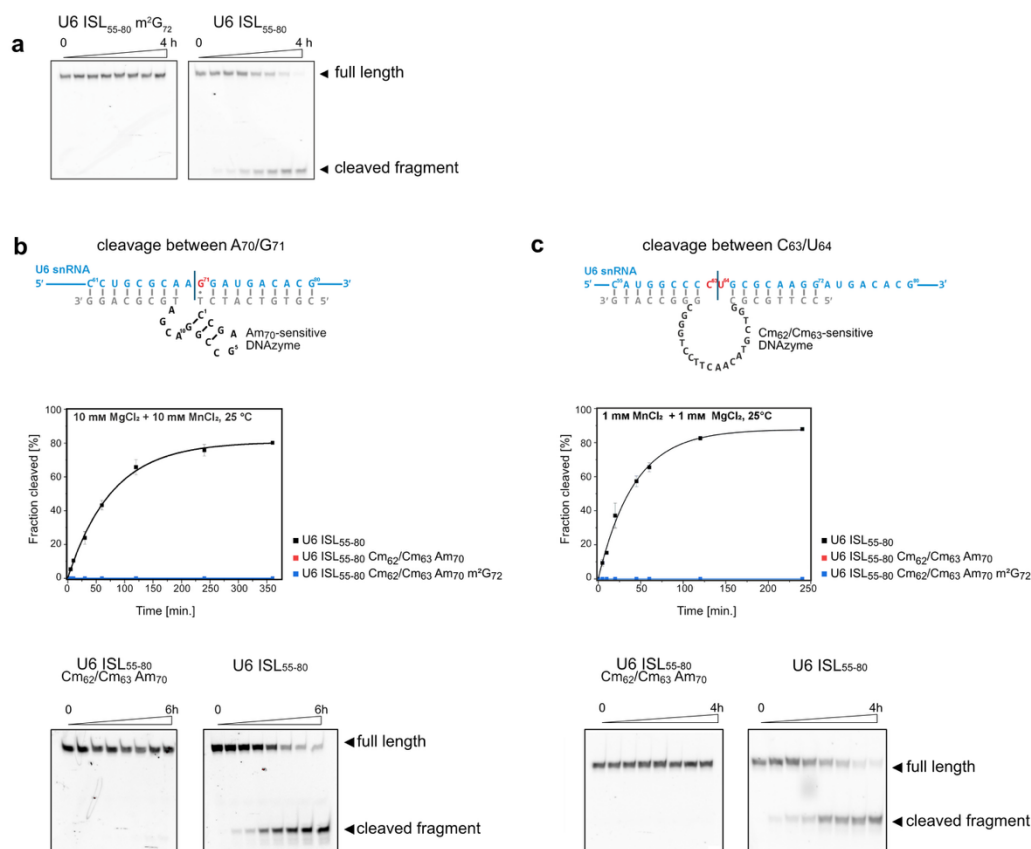 a
U6 ISL55-80 m²G72
U6 ISL55-80
0 4 h
0 4 h
full length
cleaved fragment
b
cleavage between A70/G71
U6 snRNA
5' C⁶¹CUGCGCAA G⁷¹GAUGACACG⁸⁰ 3'
3'GGACGCGT TCTACTGTGC5'
Am70-sensitive
DNAzyme
10 mM MgCl₂ + 10 mM MnCl₂, 25 °C
Fraction cleaved [%]
100
80
60
40
20
0
0 50 100 150 200 250 300 350
Time [min.]
U6 ISL55-80
U6 ISL55-80 Cm62/Cm63 Am70
U6 ISL55-80 Cm62/Cm63 Am70 m²G72
U6 ISL55-80
Cm62/Cm63 Am70
U6 ISL55-80
0 6h
0 6h
full length
cleaved fragment
c
cleavage between C63/U64
U6 snRNA
5' CAUGGCCC C⁶³U⁶⁴GCGCAAGGAUGACACG 3'
3'GTACCGG CGCGTTCC5'
Cm62/Cm63-sensitive
DNAzyme
1 mM MnCl₂ + 1 mM MgCl₂, 25°C
Fraction cleaved [%]
100
80
60
40
20
0
0 50 100 150 200 250
Time [min.]
U6 ISL55-80
U6 ISL55-80 Cm62/Cm63 Am70
U6 ISL55-80 Cm62/Cm63 Am70 m²G72
U6 ISL55-80
Cm62/Cm63 Am70
U6 ISL55-80
0 4h
0 4h
full length
cleaved fragment